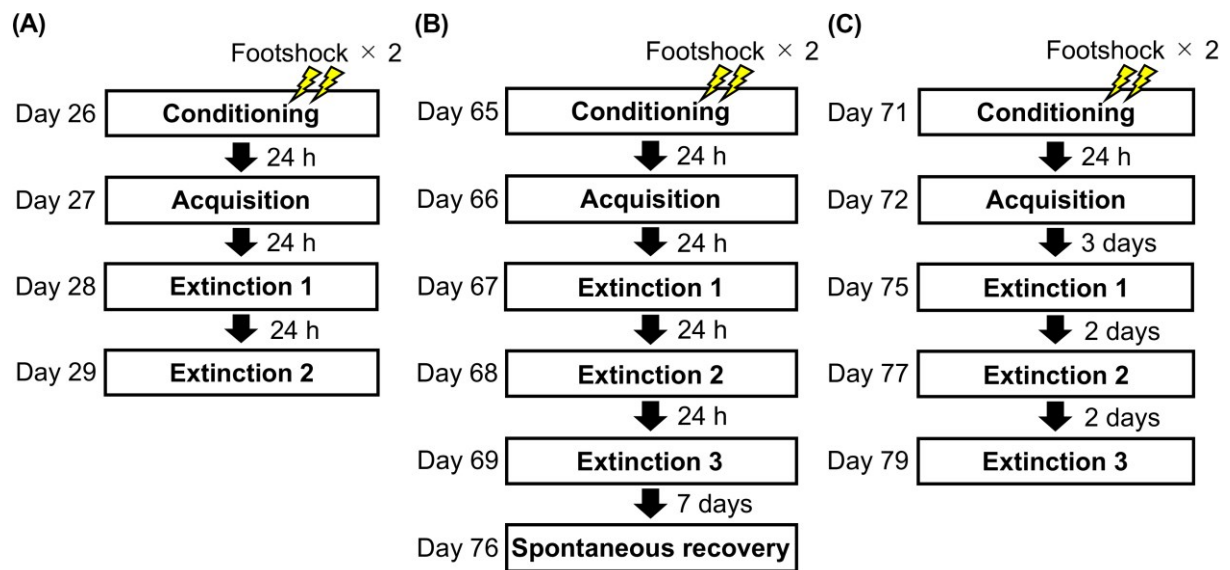 (A)
Footshock × 2
Day 26 Conditioning
24 h
Day 27 Acquisition
24 h
Day 28 Extinction 1
24 h
Day 29 Extinction 2
(B)
Footshock × 2
Day 65 Conditioning
24 h
Day 66 Acquisition
24 h
Day 67 Extinction 1
24 h
Day 68 Extinction 2
24 h
Day 69 Extinction 3
7 days
Day 76 Spontaneous recovery
(C)
Footshock × 2
Day 71 Conditioning
24 h
Day 72 Acquisition
3 days
Day 75 Extinction 1
2 days
Day 77 Extinction 2
2 days
Day 79 Extinction 3